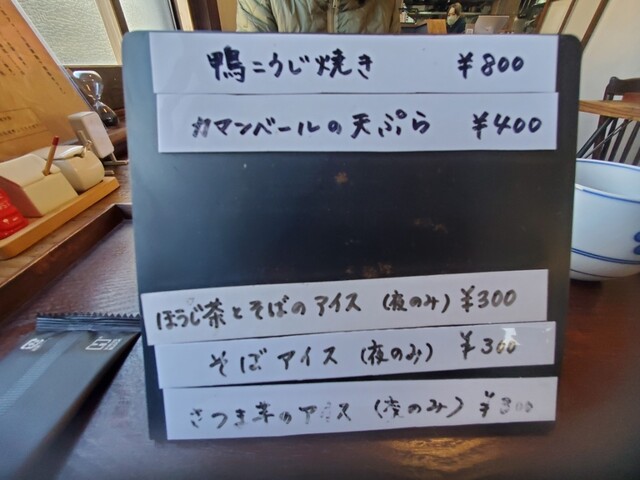 鴨こうじ焼き ¥800
カマンベールの天ぷら ¥400
ほうじ茶とそばのアイス (夜のみ) ¥300
そばアイス (夜のみ) ¥300
さつま芋のアイス (夜のみ) ¥300